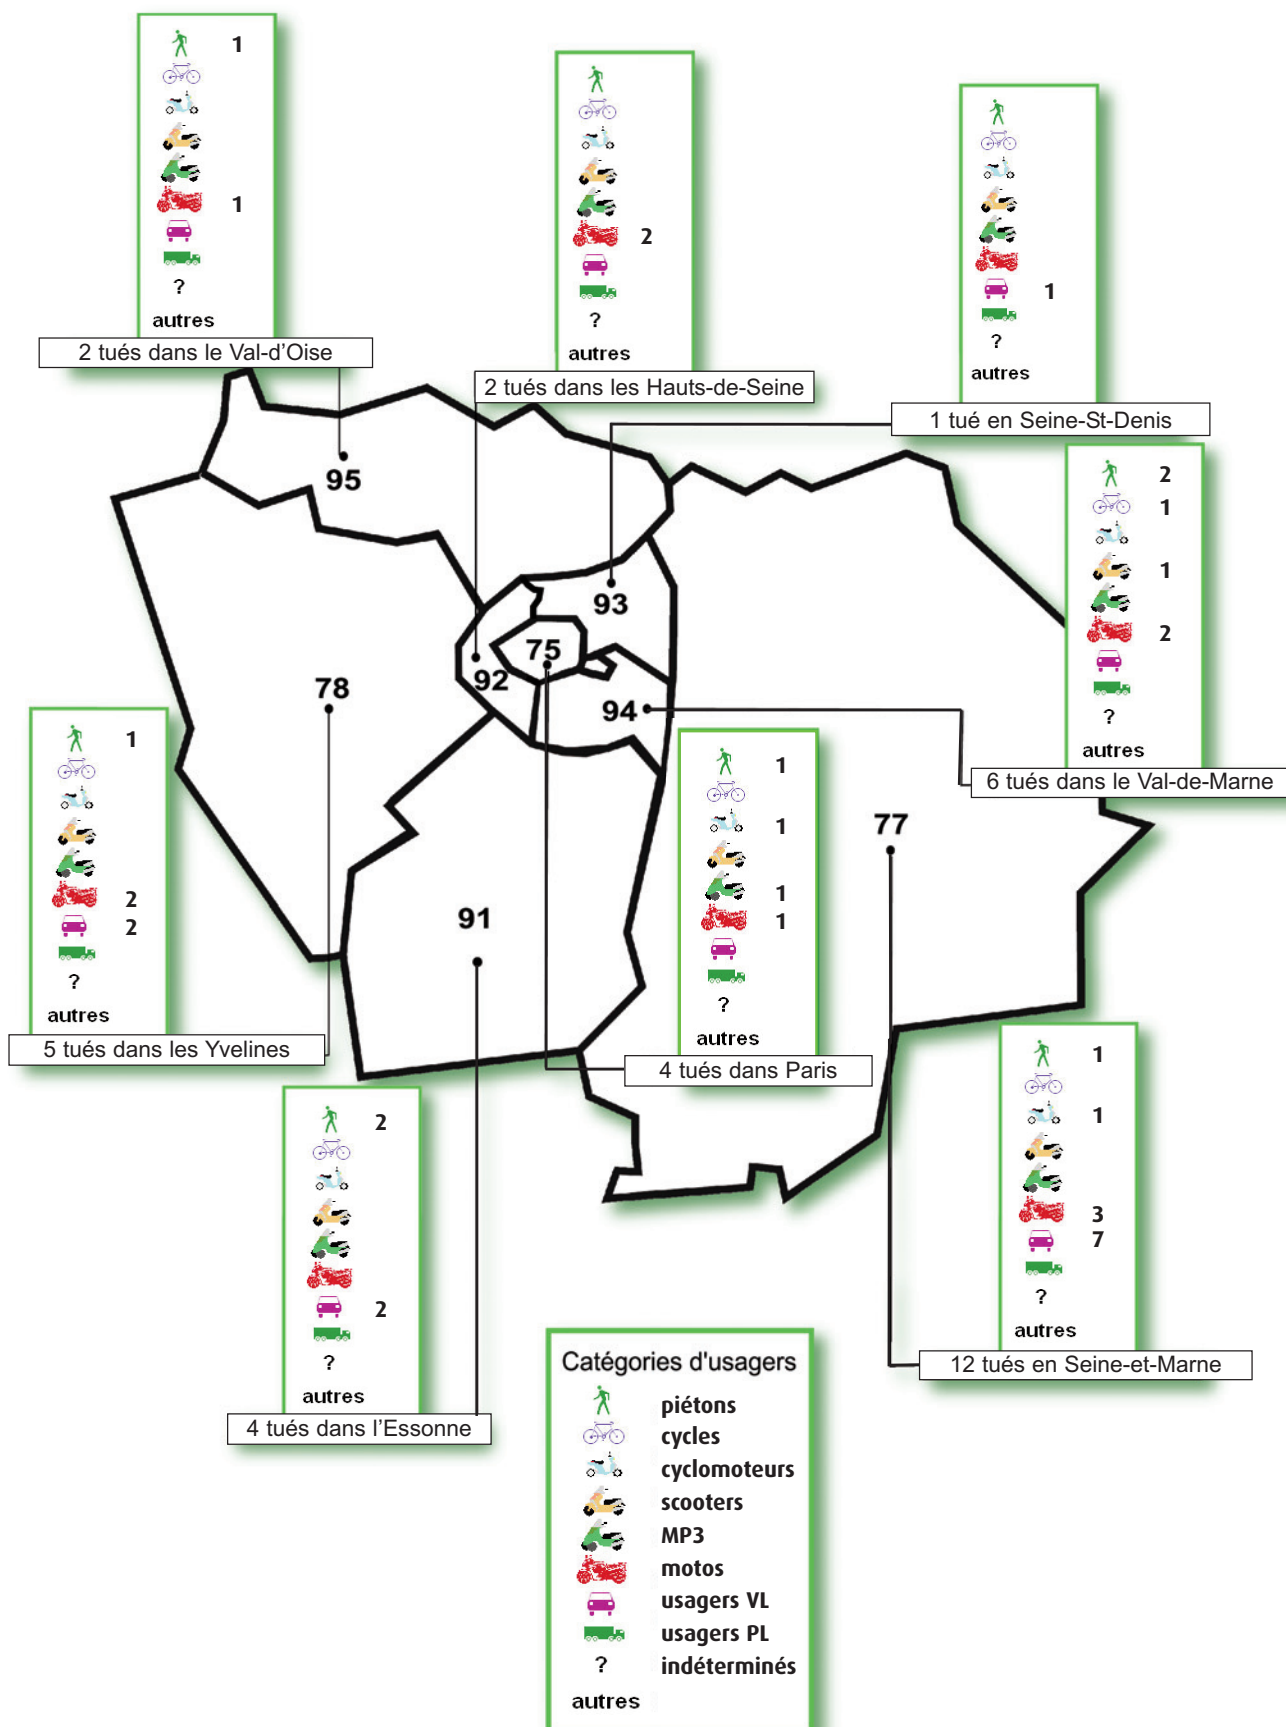 1
1
?
autres
2 tués dans le Val-d'Oise
2
?
autres
2 tués dans les Hauts-de-Seine
1
?
autres
1 tué en Seine-St-Denis
2
1
1
2
?
autres
6 tués dans le Val-de-Marne
95
93
75
92
78
94
77
91
1
2
2
?
autres
5 tués dans les Yvelines
1
1
1
1
?
autres
4 tués dans Paris
1
1
3
7
?
autres
12 tués en Seine-et-Marne
2
2
?
autres
4 tués dans l'Essonne
Catégories d'usagers
piétons
cycles
cyclomoteurs
scooters
MP3
motos
usagers VL
usagers PL
? indéterminés
autres